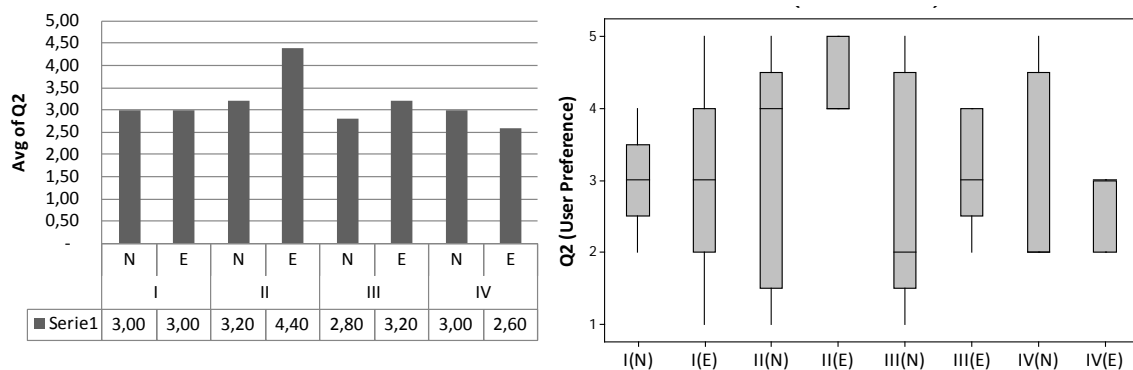 5,00
4,50
4,00
3,50
3,00
2,50
2,00
1,50
1,00
0,50
-
Avg of Q2
N E N E N E N E
I II III IV
Serie1 3,00 3,00 3,20 4,40 2,80 3,20 3,00 2,60
5
4
3
2
1
Q2 (User Preference)
I(N) I(E) II(N) II(E) III(N) III(E) IV(N) IV(E)